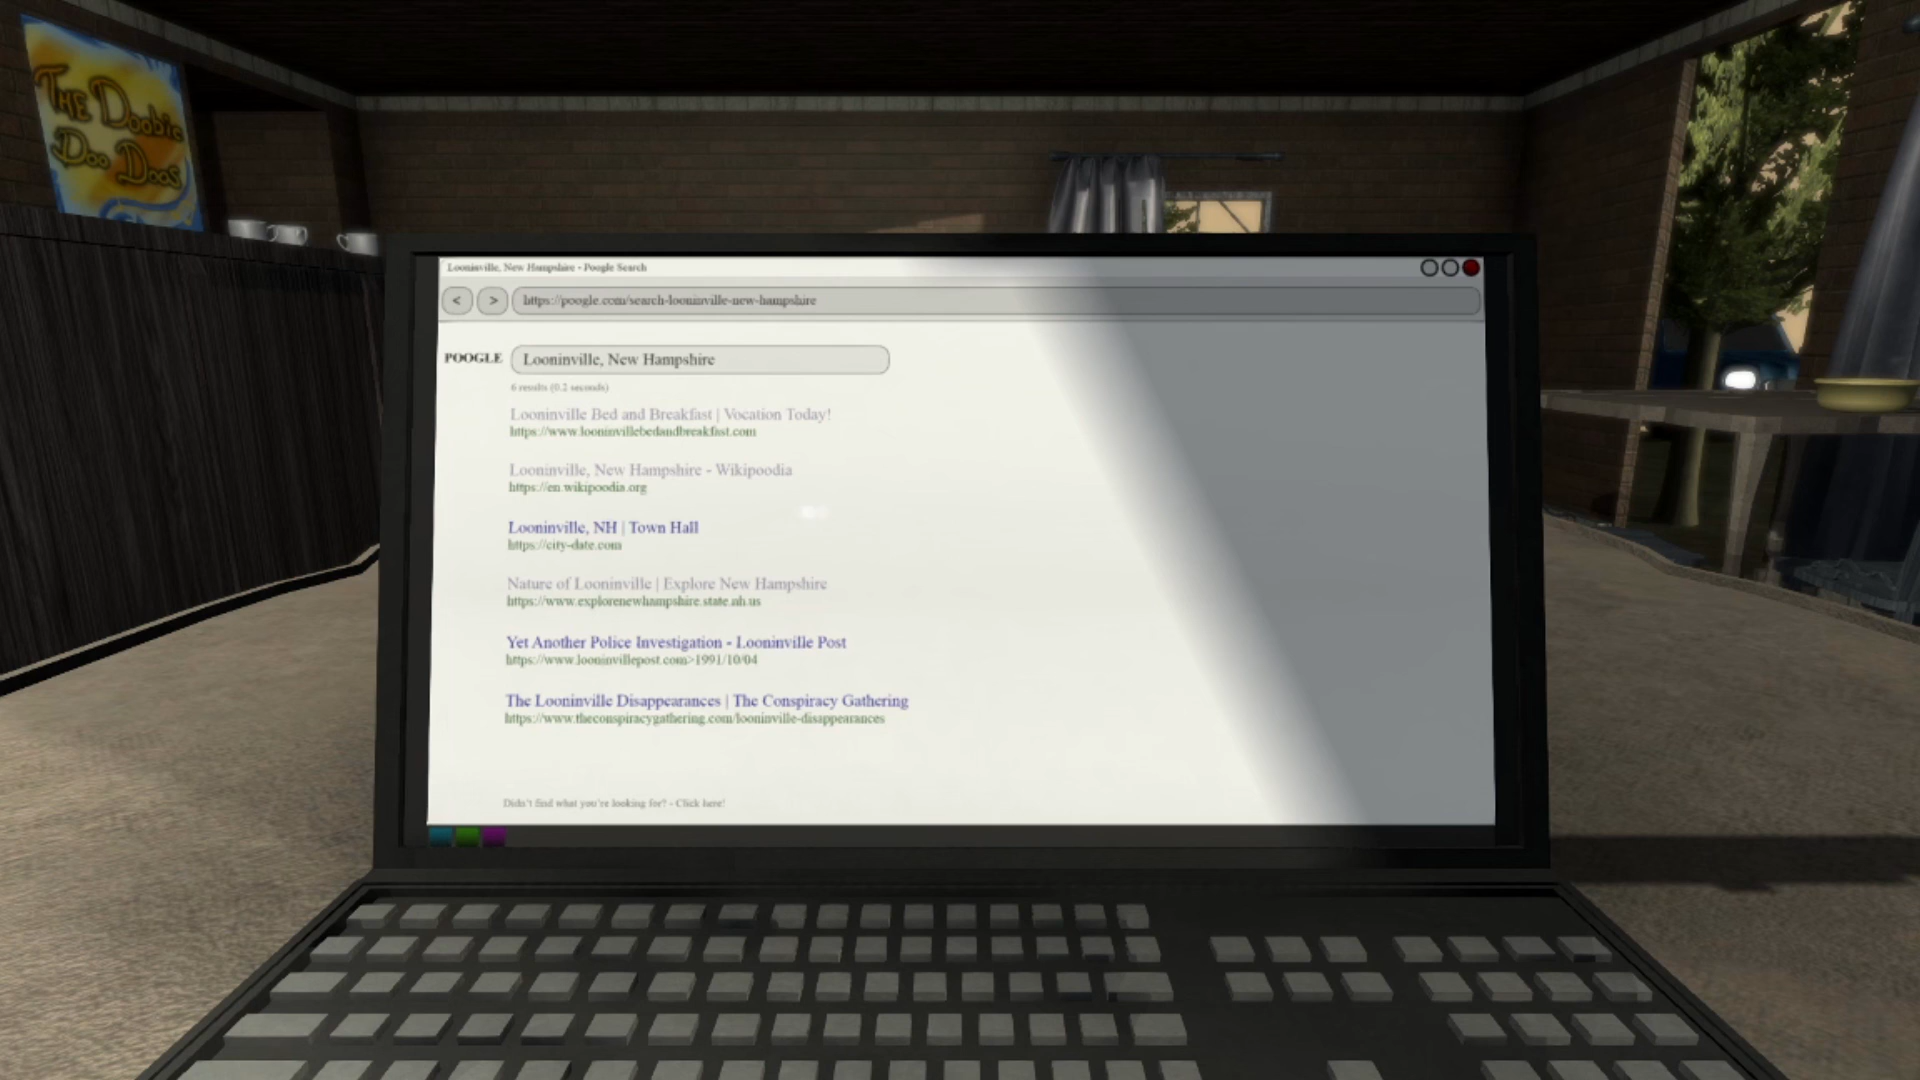 THE Doobie
Doo Doos
Looninville, New Hampshire - Poogle Search
< > https://poogle.com/search-looninville-new-hampshire
POOGLE Looninville, New Hampshire
6 results (0.2 seconds)
Looninville Bed and Breakfast | Vocation Today!
https://www.looninvillebedandbreakfast.com
Looninville, New Hampshire - Wikipoodia
https://en.wikipoodia.org
Looninville, NH | Town Hall
https://city-date.com
Nature of Looninville | Explore New Hampshire
https://www.explorenewhampshire.state.nh.us
Yet Another Police Investigation - Looninville Post
https://www.looninvillepost.com>1991/10/04
The Looninville Disappearances | The Conspiracy Gathering
https://www.theconspiracygathering.com/looninville-disappearances
Didn't find what you're looking for? - Click here!